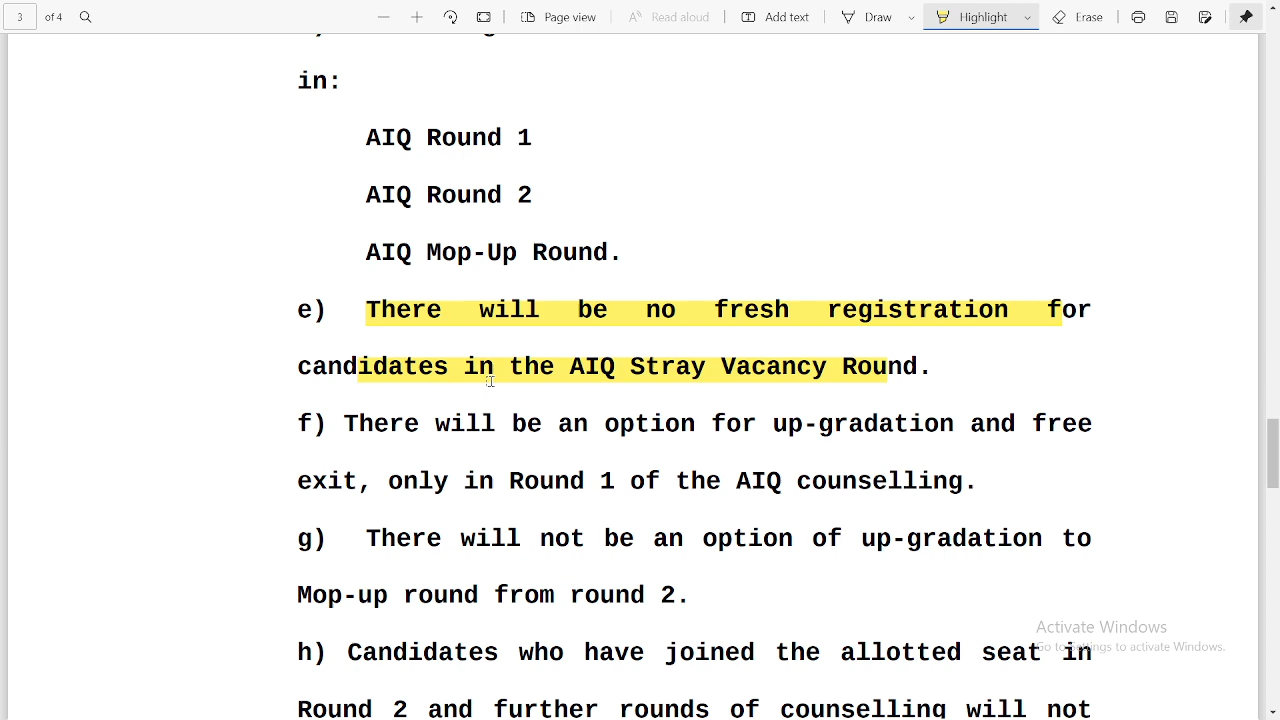 3 of 4 Page view Read aloud Add text Draw Highlight Erase
in:
AIQ Round 1
AIQ Round 2
AIQ Mop-Up Round.
e) There will be no fresh registration for
candidates in the AIQ Stray Vacancy Round.
f) There will be an option for up-gradation and free
exit, only in Round 1 of the AIQ counselling.
g) There will not be an option of up-gradation to
Mop-up round from round 2.
Activate Windows
Go to Settings to activate Windows.
h) Candidates who have joined the allotted seat in
Round 2 and further rounds of counselling will not